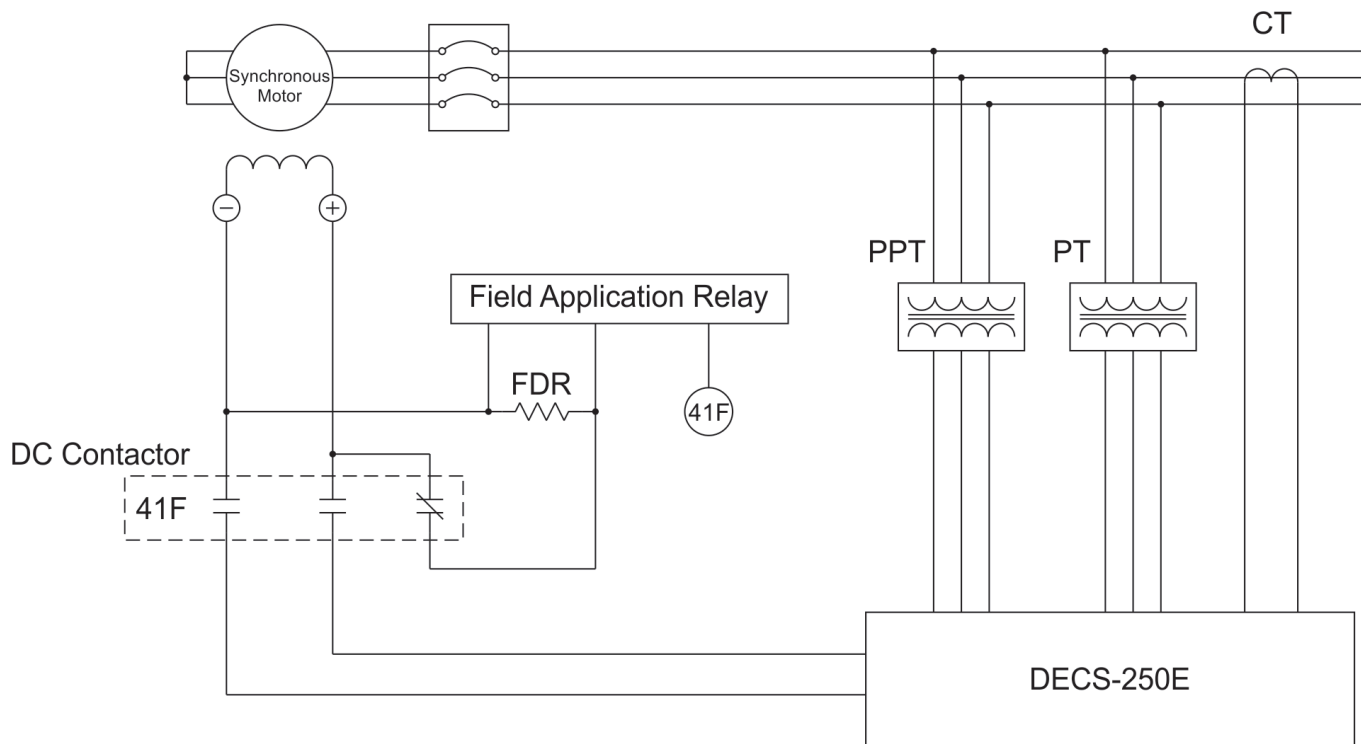 CT
Synchronous
Motor
−
+
PPT
PT
Field Application Relay
FDR
41F
DC Contactor
41F
DECS-250E